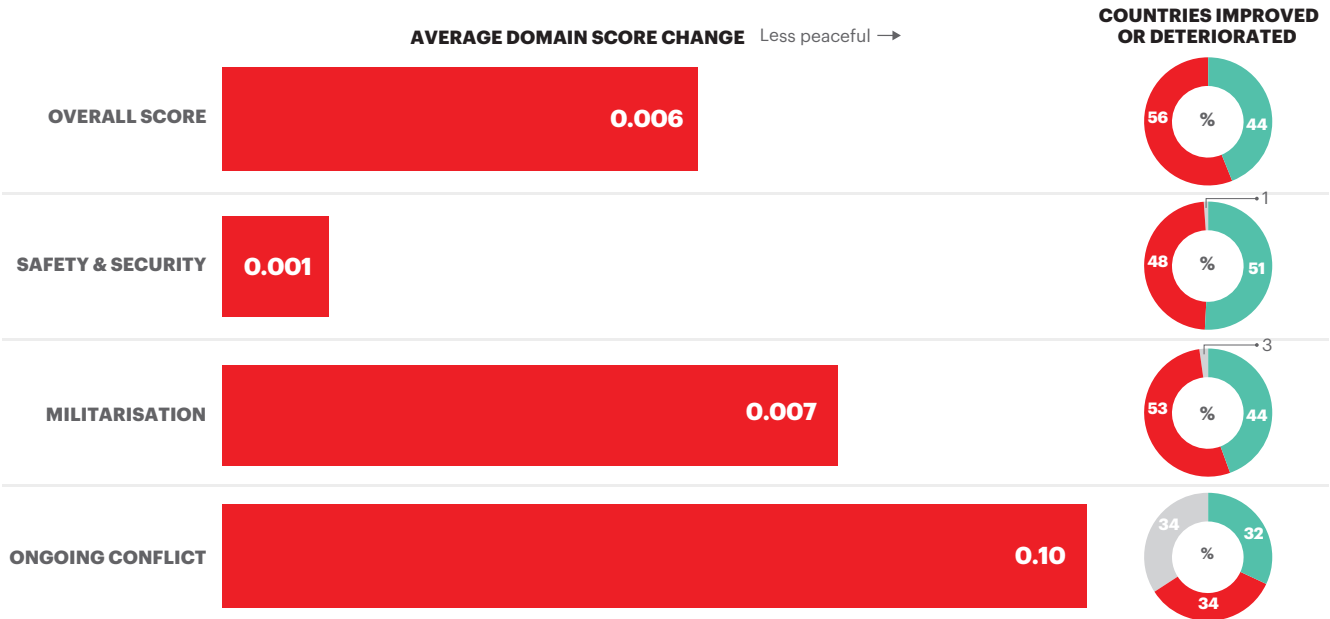 AVERAGE DOMAIN SCORE CHANGE Less peaceful →
COUNTRIES IMPROVED
OR DETERIORATED
OVERALL SCORE
0.006
56
%
44
SAFETY & SECURITY
0.001
1
48
%
51
MILITARISATION
0.007
3
53
%
44
ONGOING CONFLICT
0.10
34
32
%
34